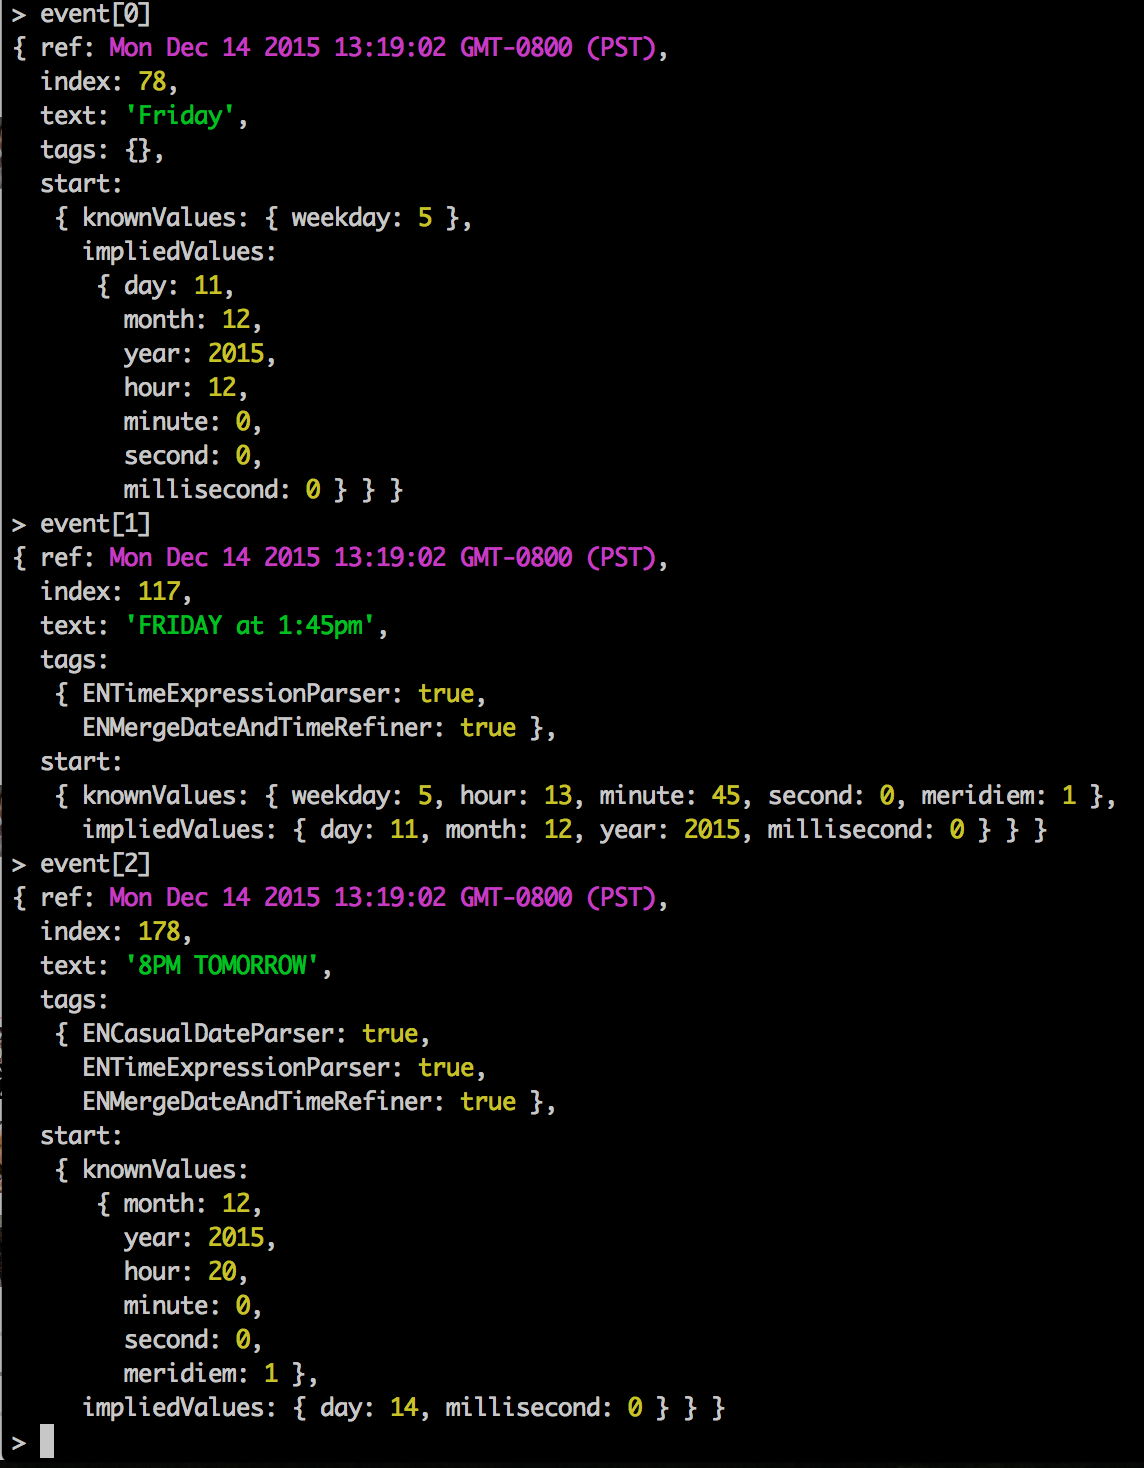 > event[0]
{ ref: Mon Dec 14 2015 13:19:02 GMT-0800 (PST),
  index: 78,
  text: 'Friday',
  tags: {},
  start:
   { knownValues: { weekday: 5 },
     impliedValues:
      { day: 11,
        month: 12,
        year: 2015,
        hour: 12,
        minute: 0,
        second: 0,
        millisecond: 0 } } }
> event[1]
{ ref: Mon Dec 14 2015 13:19:02 GMT-0800 (PST),
  index: 117,
  text: 'FRIDAY at 1:45pm',
  tags:
   { ENTimeExpressionParser: true,
     ENMergeDateAndTimeRefiner: true },
  start:
   { knownValues: { weekday: 5, hour: 13, minute: 45, second: 0, meridiem: 1 },
     impliedValues: { day: 11, month: 12, year: 2015, millisecond: 0 } } }
> event[2]
{ ref: Mon Dec 14 2015 13:19:02 GMT-0800 (PST),
  index: 178,
  text: '8PM TOMORROW',
  tags:
   { ENCasualDateParser: true,
     ENTimeExpressionParser: true,
     ENMergeDateAndTimeRefiner: true },
  start:
   { knownValues:
      { month: 12,
        year: 2015,
        hour: 20,
        minute: 0,
        second: 0,
        meridiem: 1 },
     impliedValues: { day: 14, millisecond: 0 } } }
>